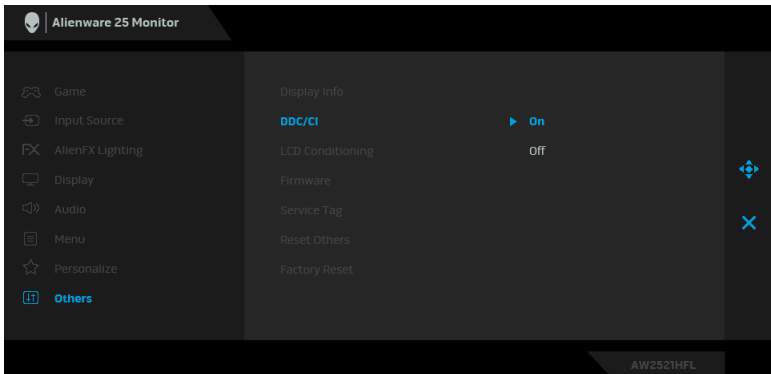 Alienware 25 Monitor
Game
Input Source
FX AlienFX Lighting
Display
Audio
Menu
Personalize
Others
Display Info
DDC/CI On
LCD Conditioning Off
Firmware
Service Tag
Reset Others
Factory Reset
AW2521HFL